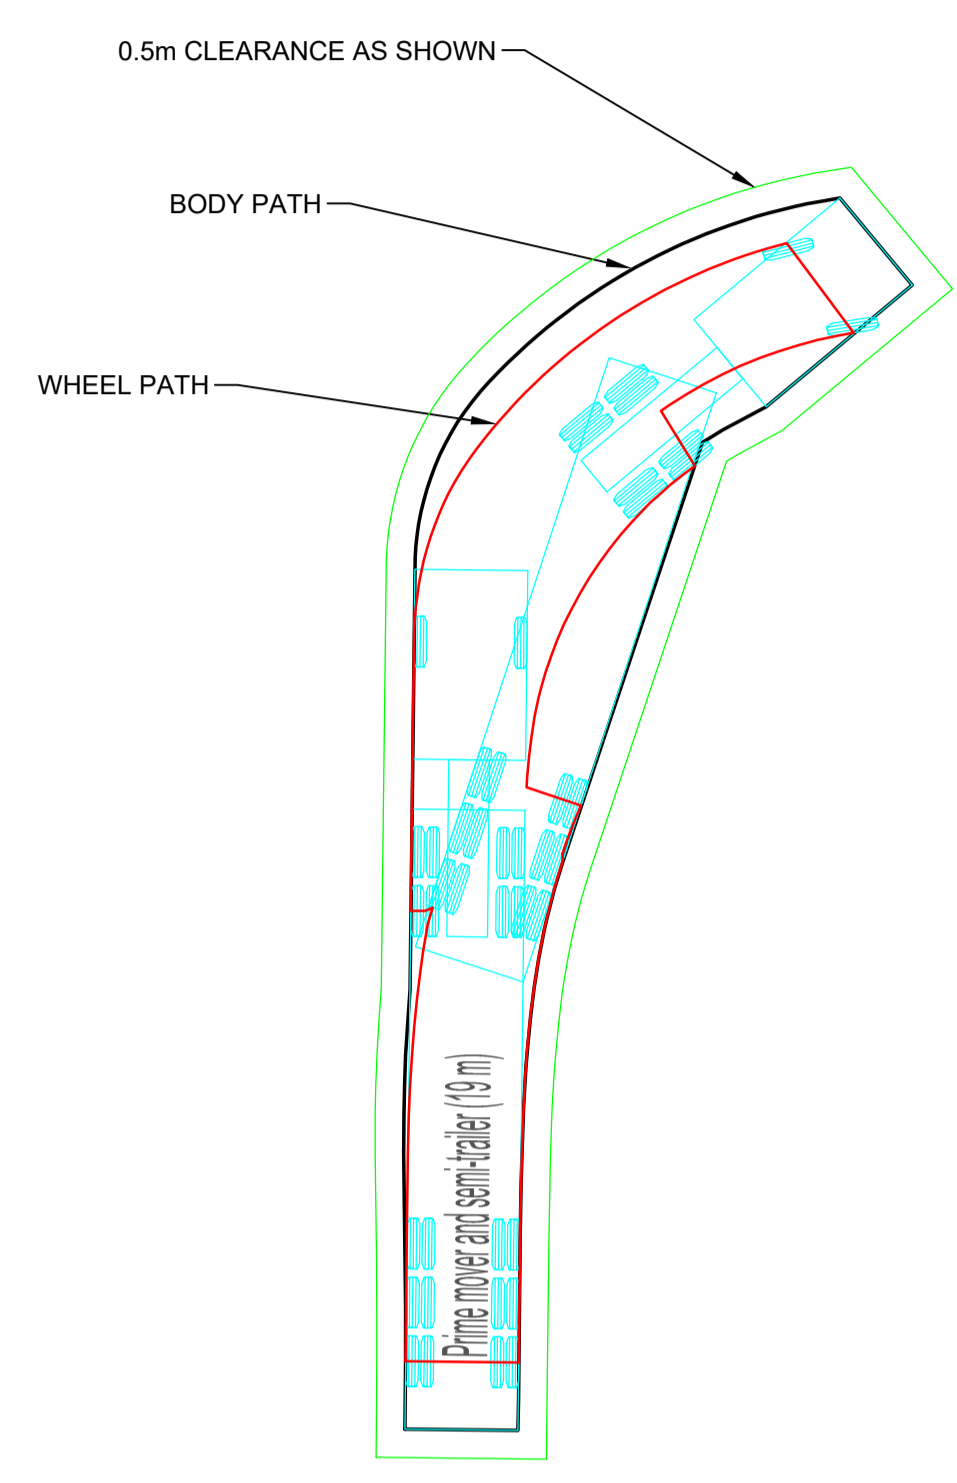 0.5m CLEARANCE AS SHOWN
BODY PATH
WHEEL PATH
Prime mover and semi-trailer (19 m)